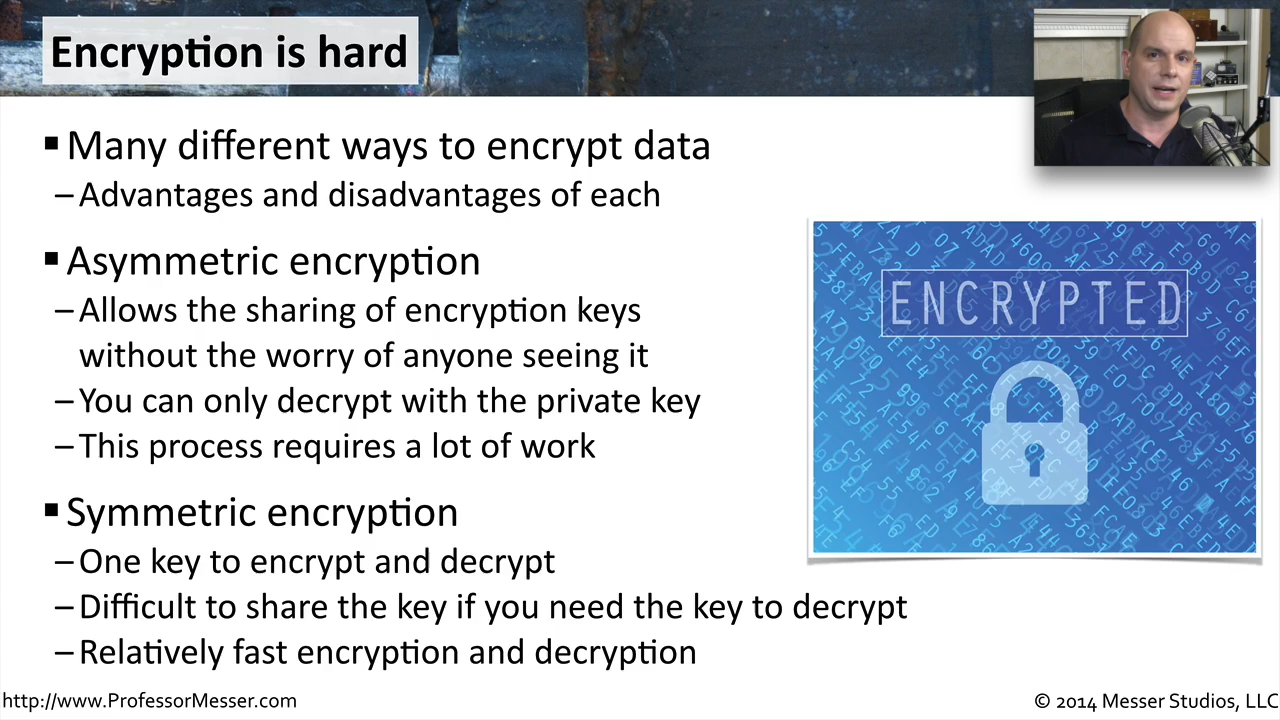 Encryption is hard
▪ Many different ways to encrypt data
– Advantages and disadvantages of each
▪ Asymmetric encryption
– Allows the sharing of encryption keys
without the worry of anyone seeing it
– You can only decrypt with the private key
– This process requires a lot of work
▪ Symmetric encryption
– One key to encrypt and decrypt
– Difficult to share the key if you need the key to decrypt
– Relatively fast encryption and decryption
ENCRYPTED
http://www.ProfessorMesser.com
© 2014 Messer Studios, LLC